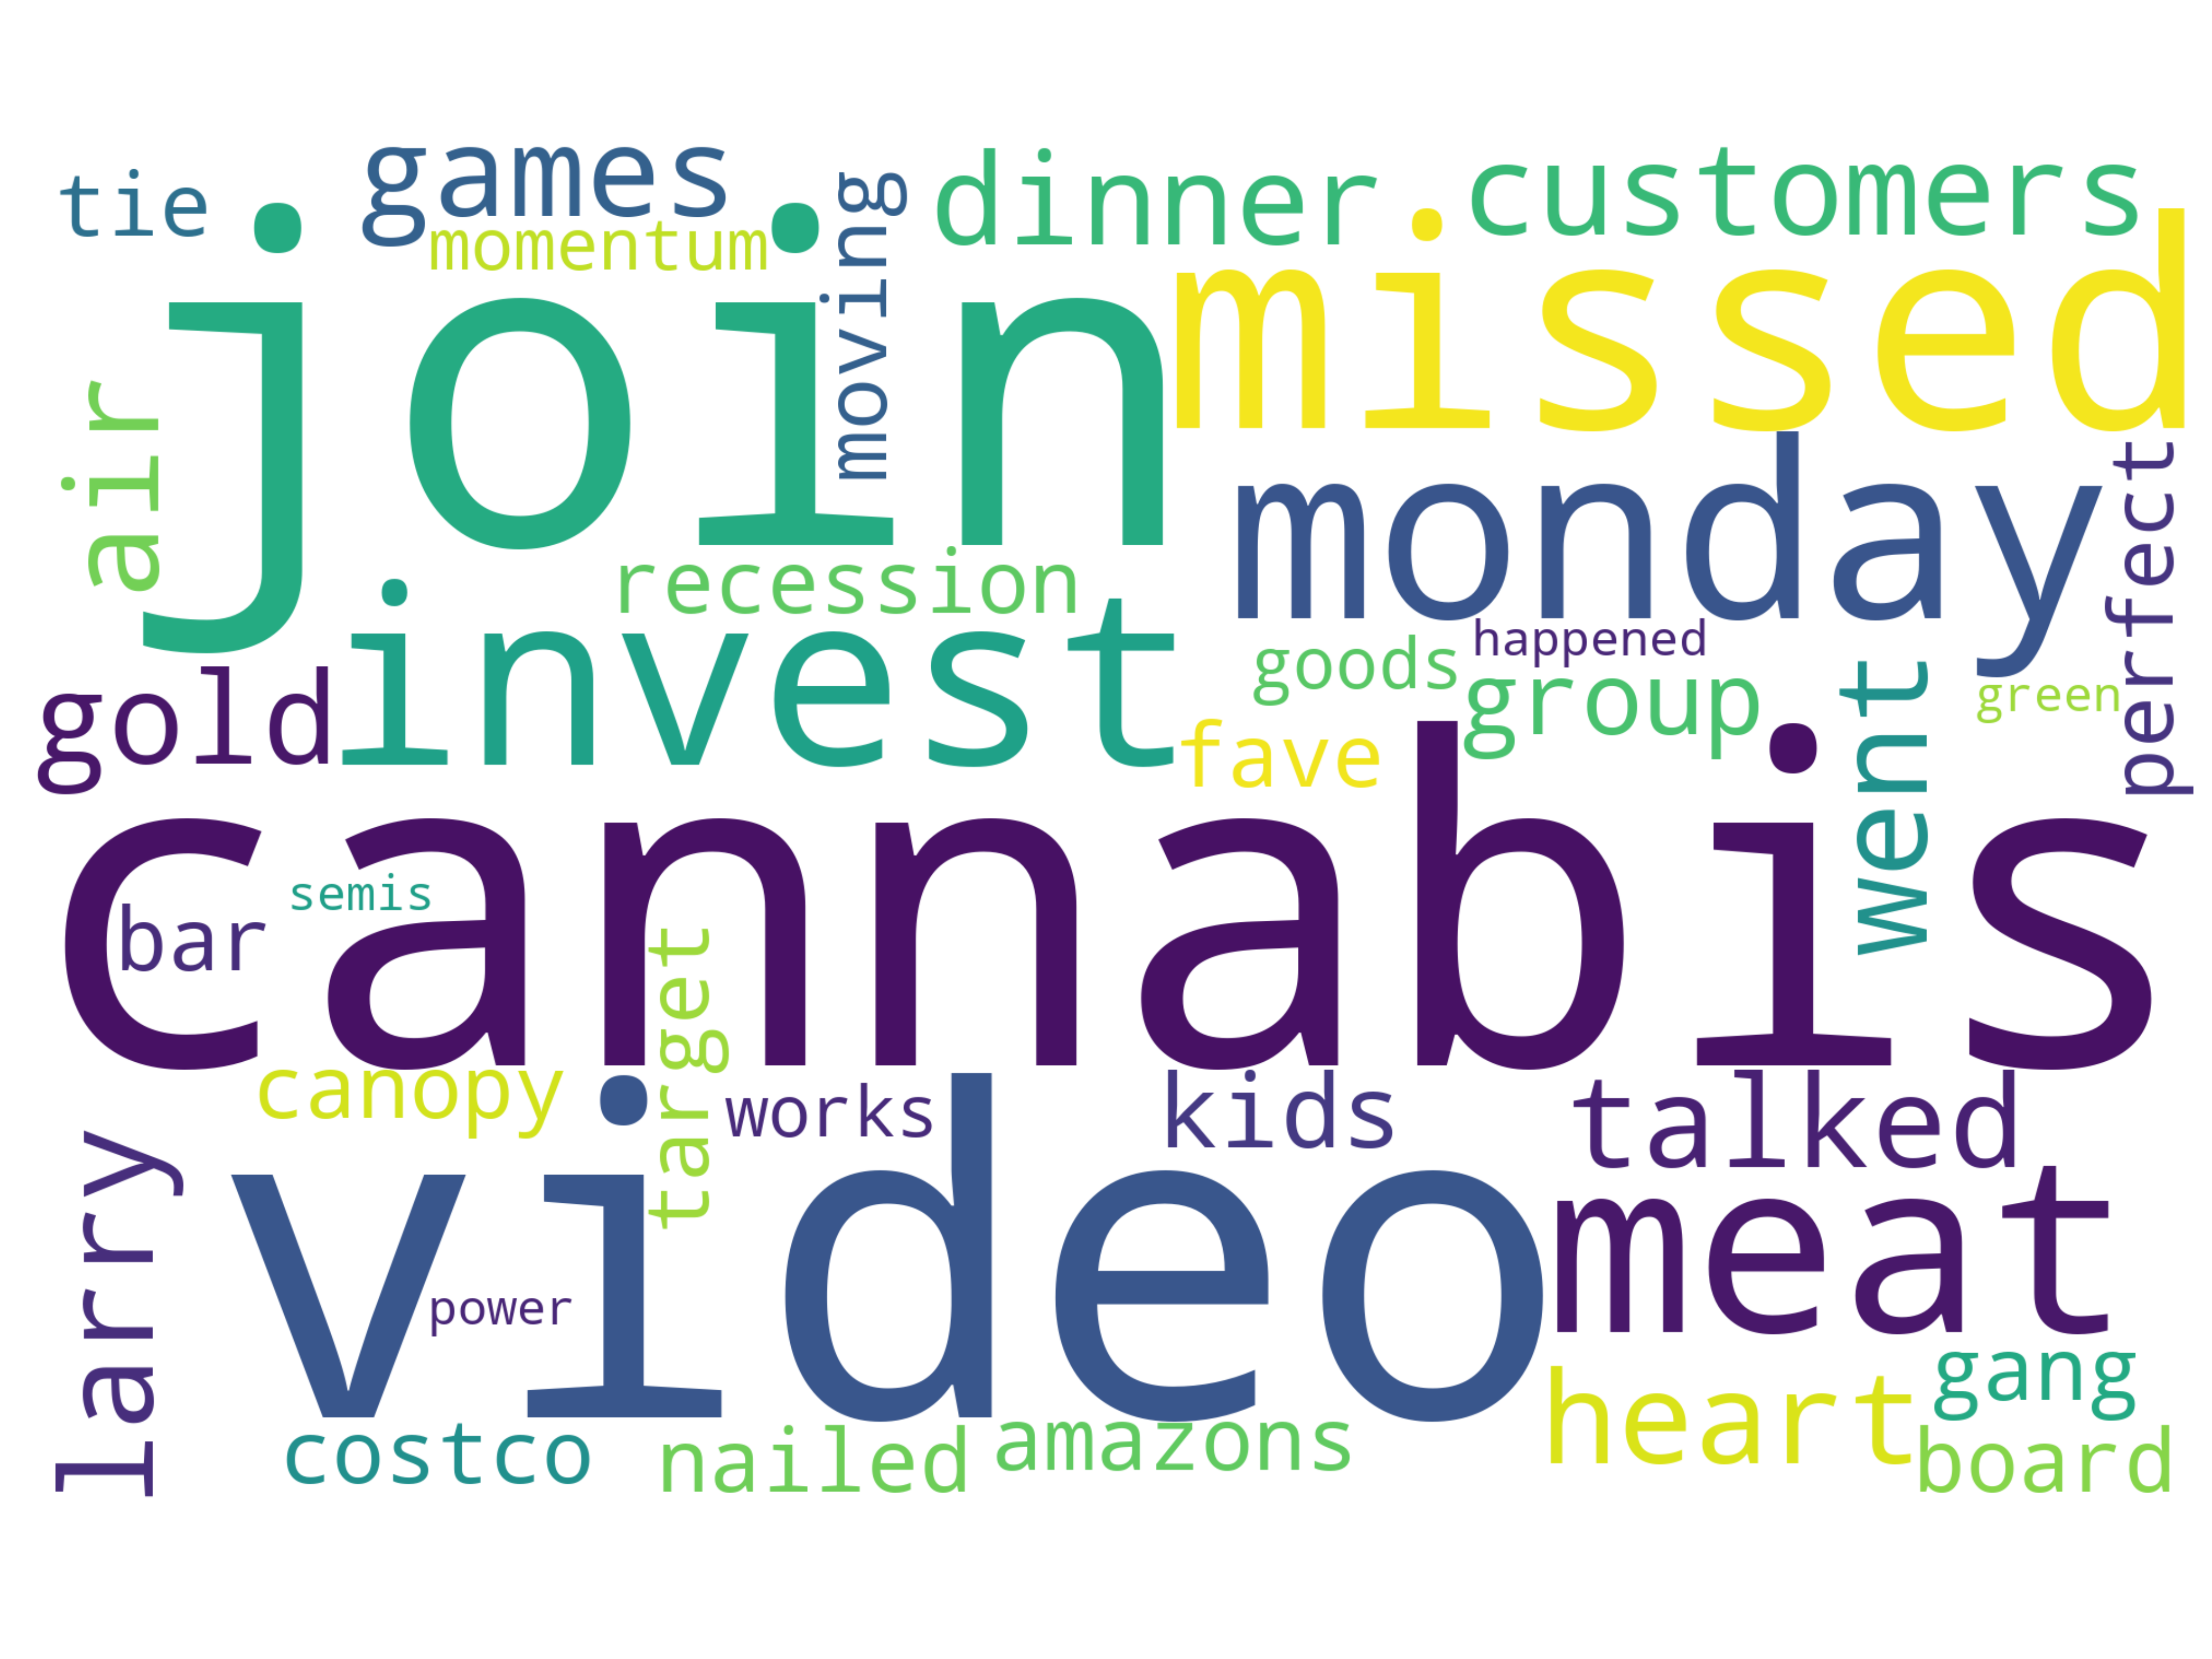 tie
games
momentum
moving
dinner
customers
join
missed
air
monday
perfect
recession
invest
happened
goods
group
green
went
gold
fave
cannabis
semis
bar
target
canopy
works
kids
talked
larry
video
meat
power
heart
gang
costco
nailed
amazons
board